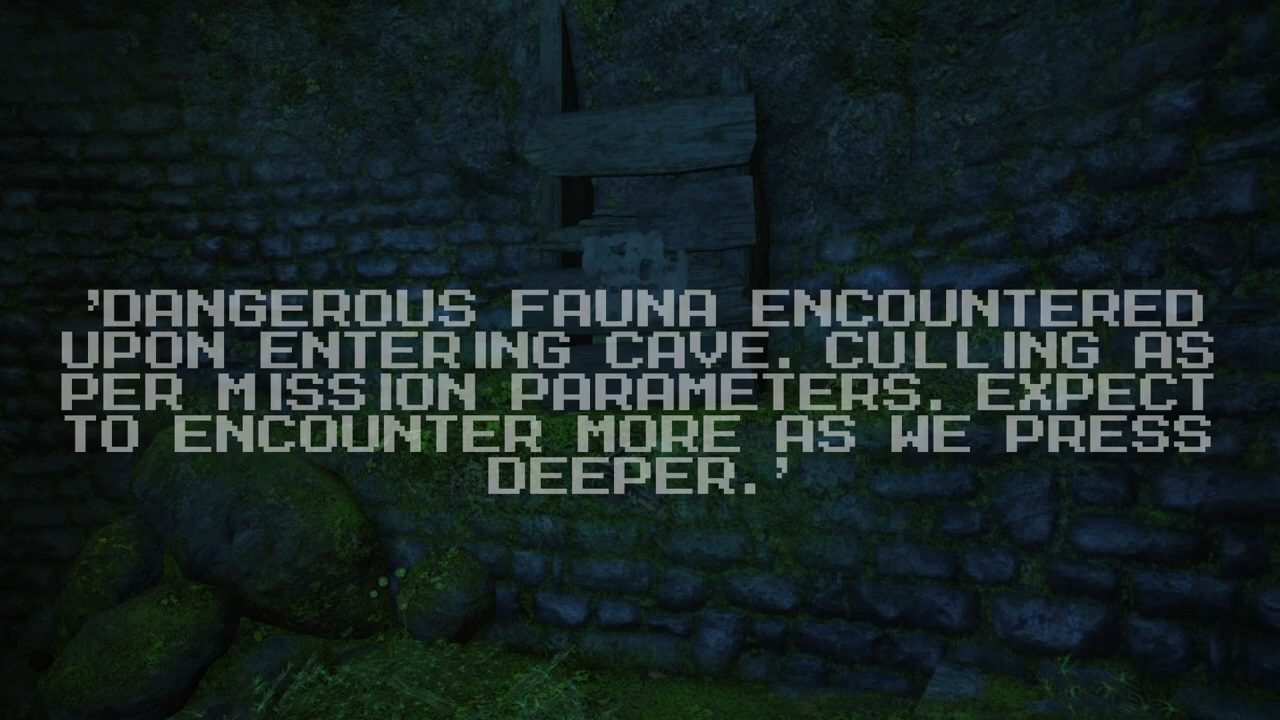 'DANGEROUS FAUNA ENCOUNTERED
UPON ENTERING CAVE. CULLING AS
PER MISSION PARAMETERS. EXPECT
TO ENCOUNTER MORE AS WE PRESS
DEEPER.'